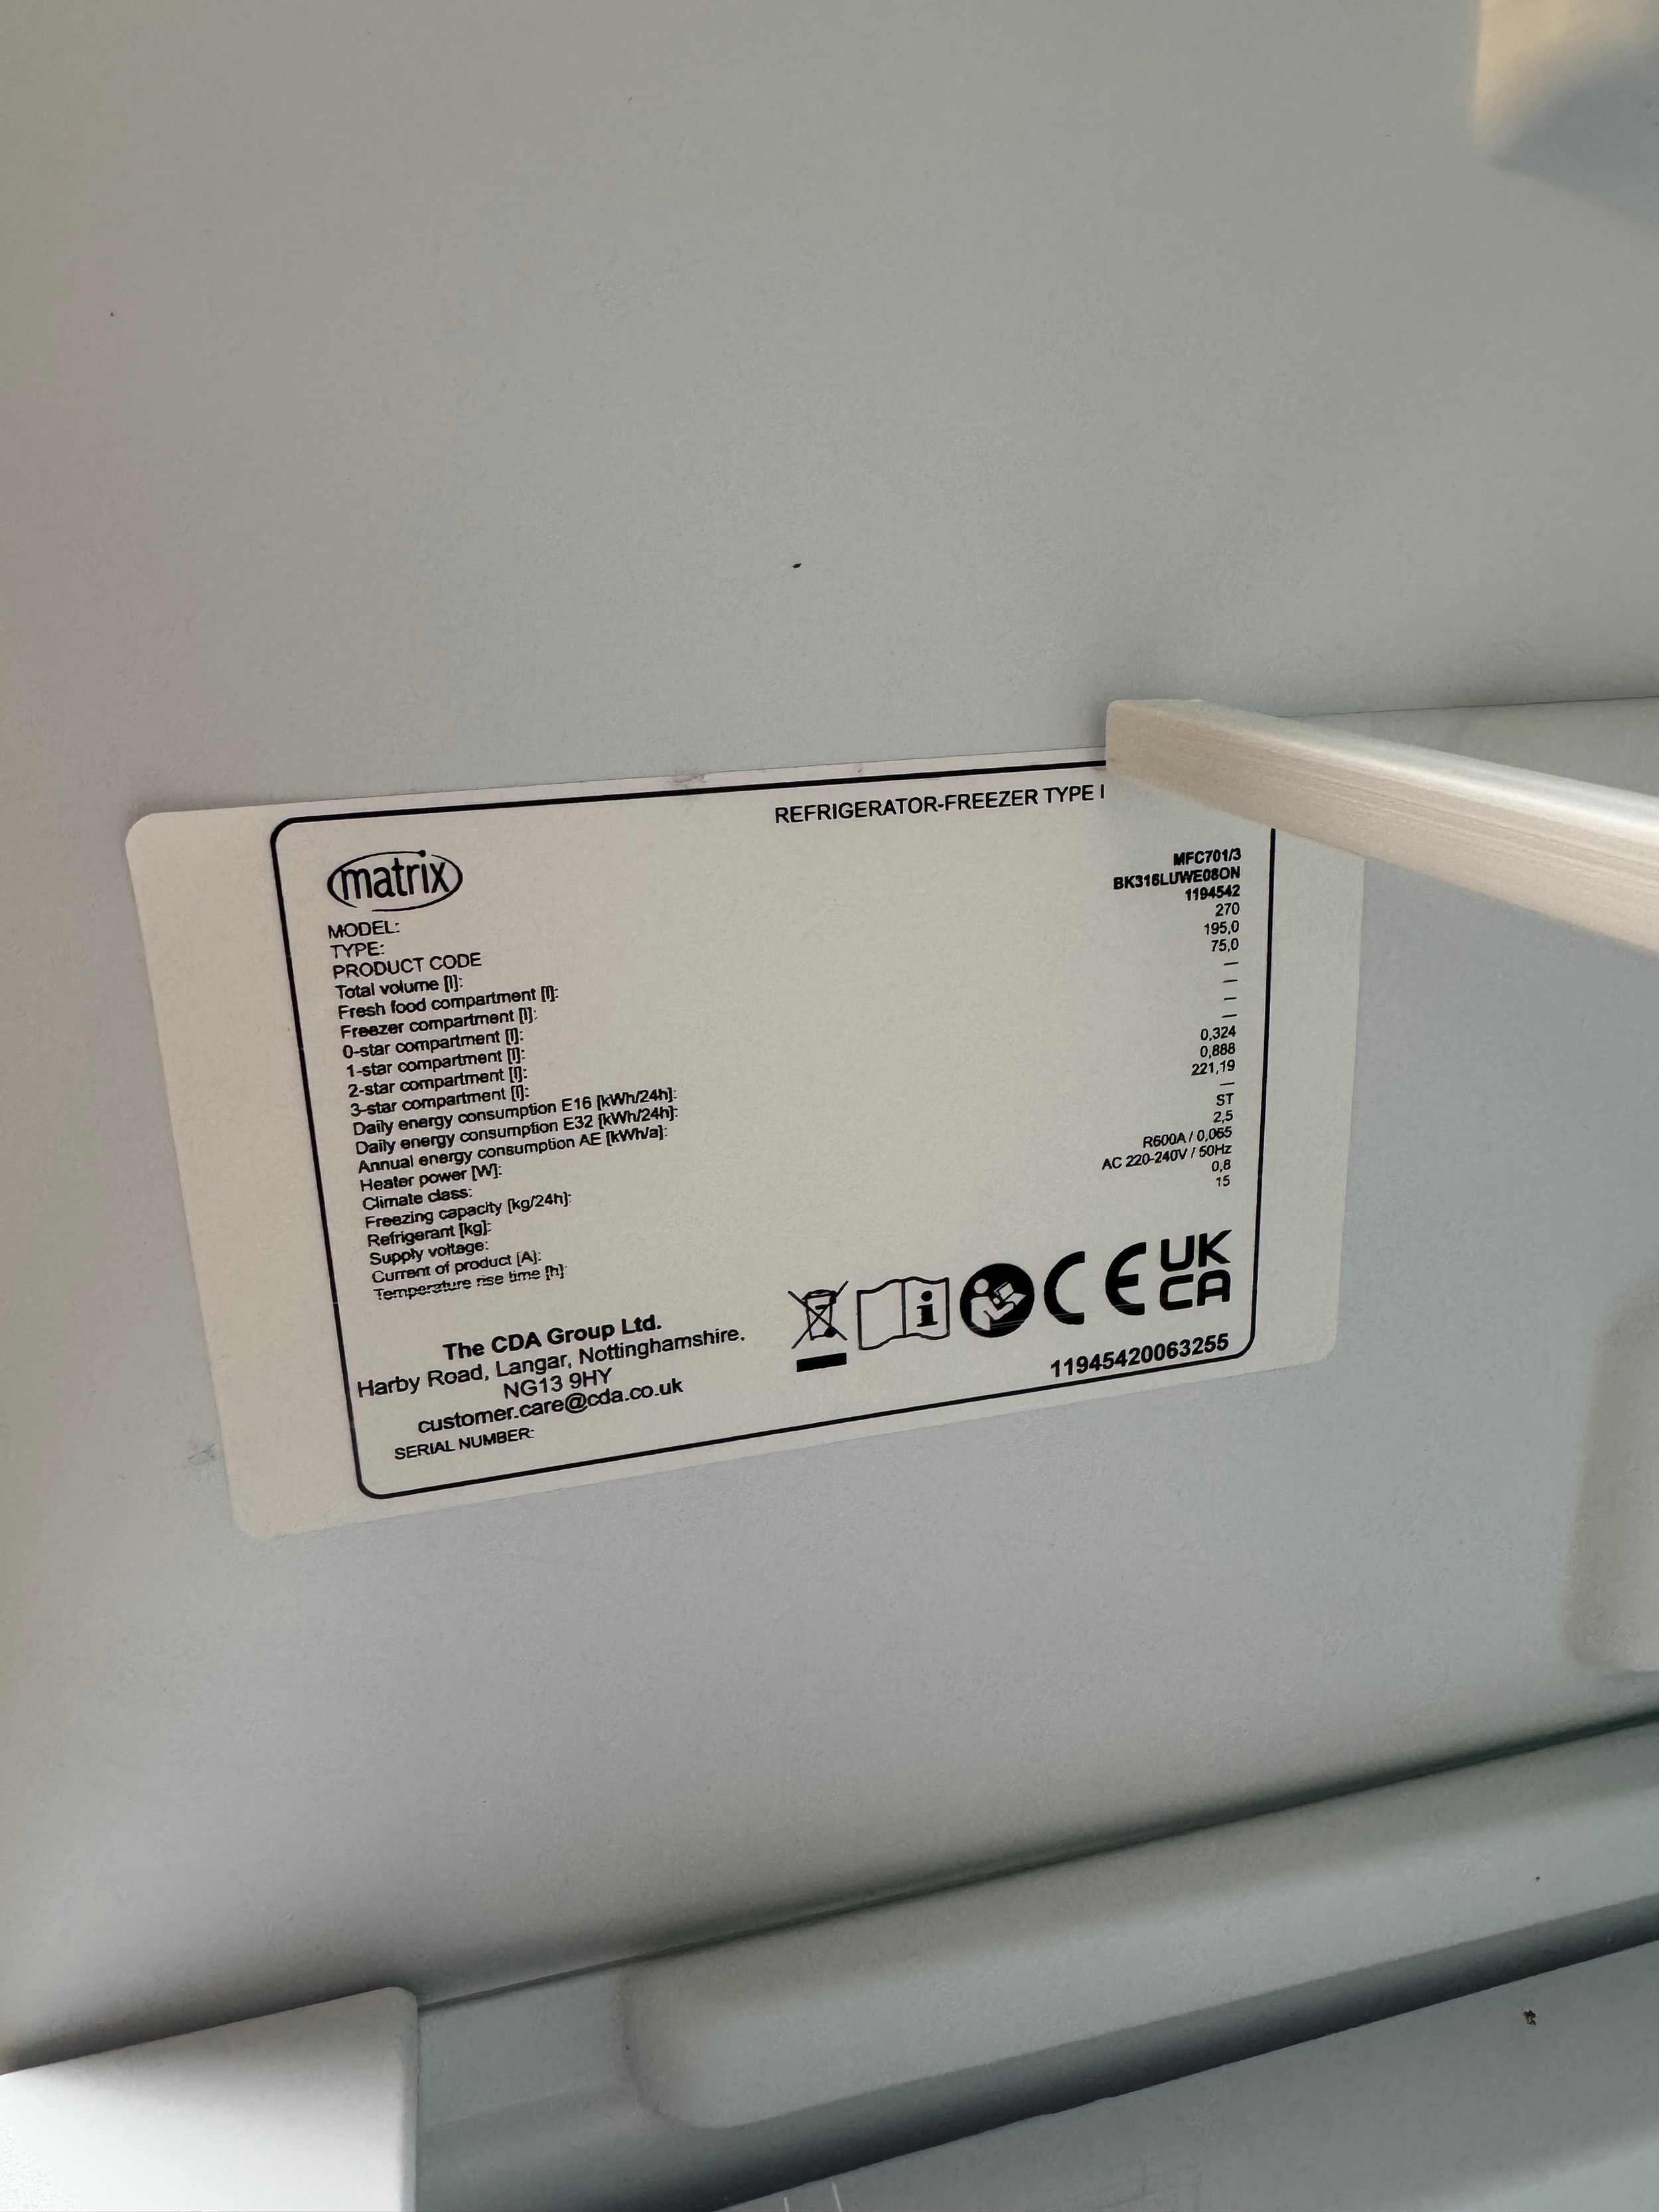 REFRIGERATOR-FREEZER TYPE I
matrix
MODEL: MFC701/3
TYPE: BK316LUWE08ON
PRODUCT CODE 1194542
Total volume [l]: 270
Fresh food compartment [l]: 195,0
Freezer compartment [l]: 75,0
0-star compartment [l]: —
1-star compartment [l]: —
2-star compartment [l]: —
3-star compartment [l]: —
Daily energy consumption E16 [kWh/24h]: 0,324
Daily energy consumption E32 [kWh/24h]: 0,888
Annual energy consumption AE [kWh/a]: 221,19
Heater power [W]: —
Climate class: ST
Freezing capacity [kg/24h]: 2,5
Refrigerant [kg]: R600A / 0,065
Supply voltage: AC 220-240V / 50Hz
Current of product [A]: 0,8
Temperature rise time [h]: 15
The CDA Group Ltd.
Harby Road, Langar, Nottinghamshire.
NG13 9HY
customer.care@cda.co.uk
i CE UK
CA
SERIAL NUMBER: 11945420063255